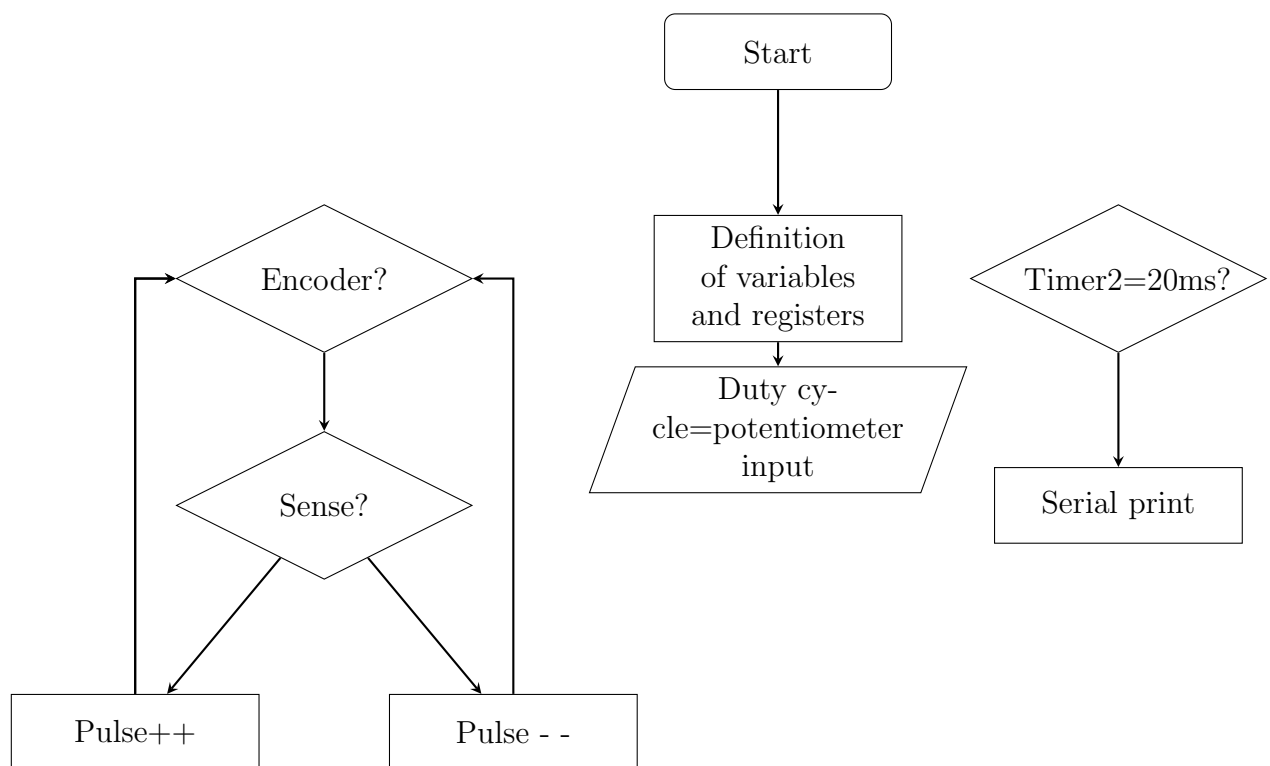 Start
Encoder?
Definition
of variables
and registers
Timer2=20ms?
Duty cy-
cle=potentiometer
input
Sense?
Serial print
Pulse++
Pulse - -